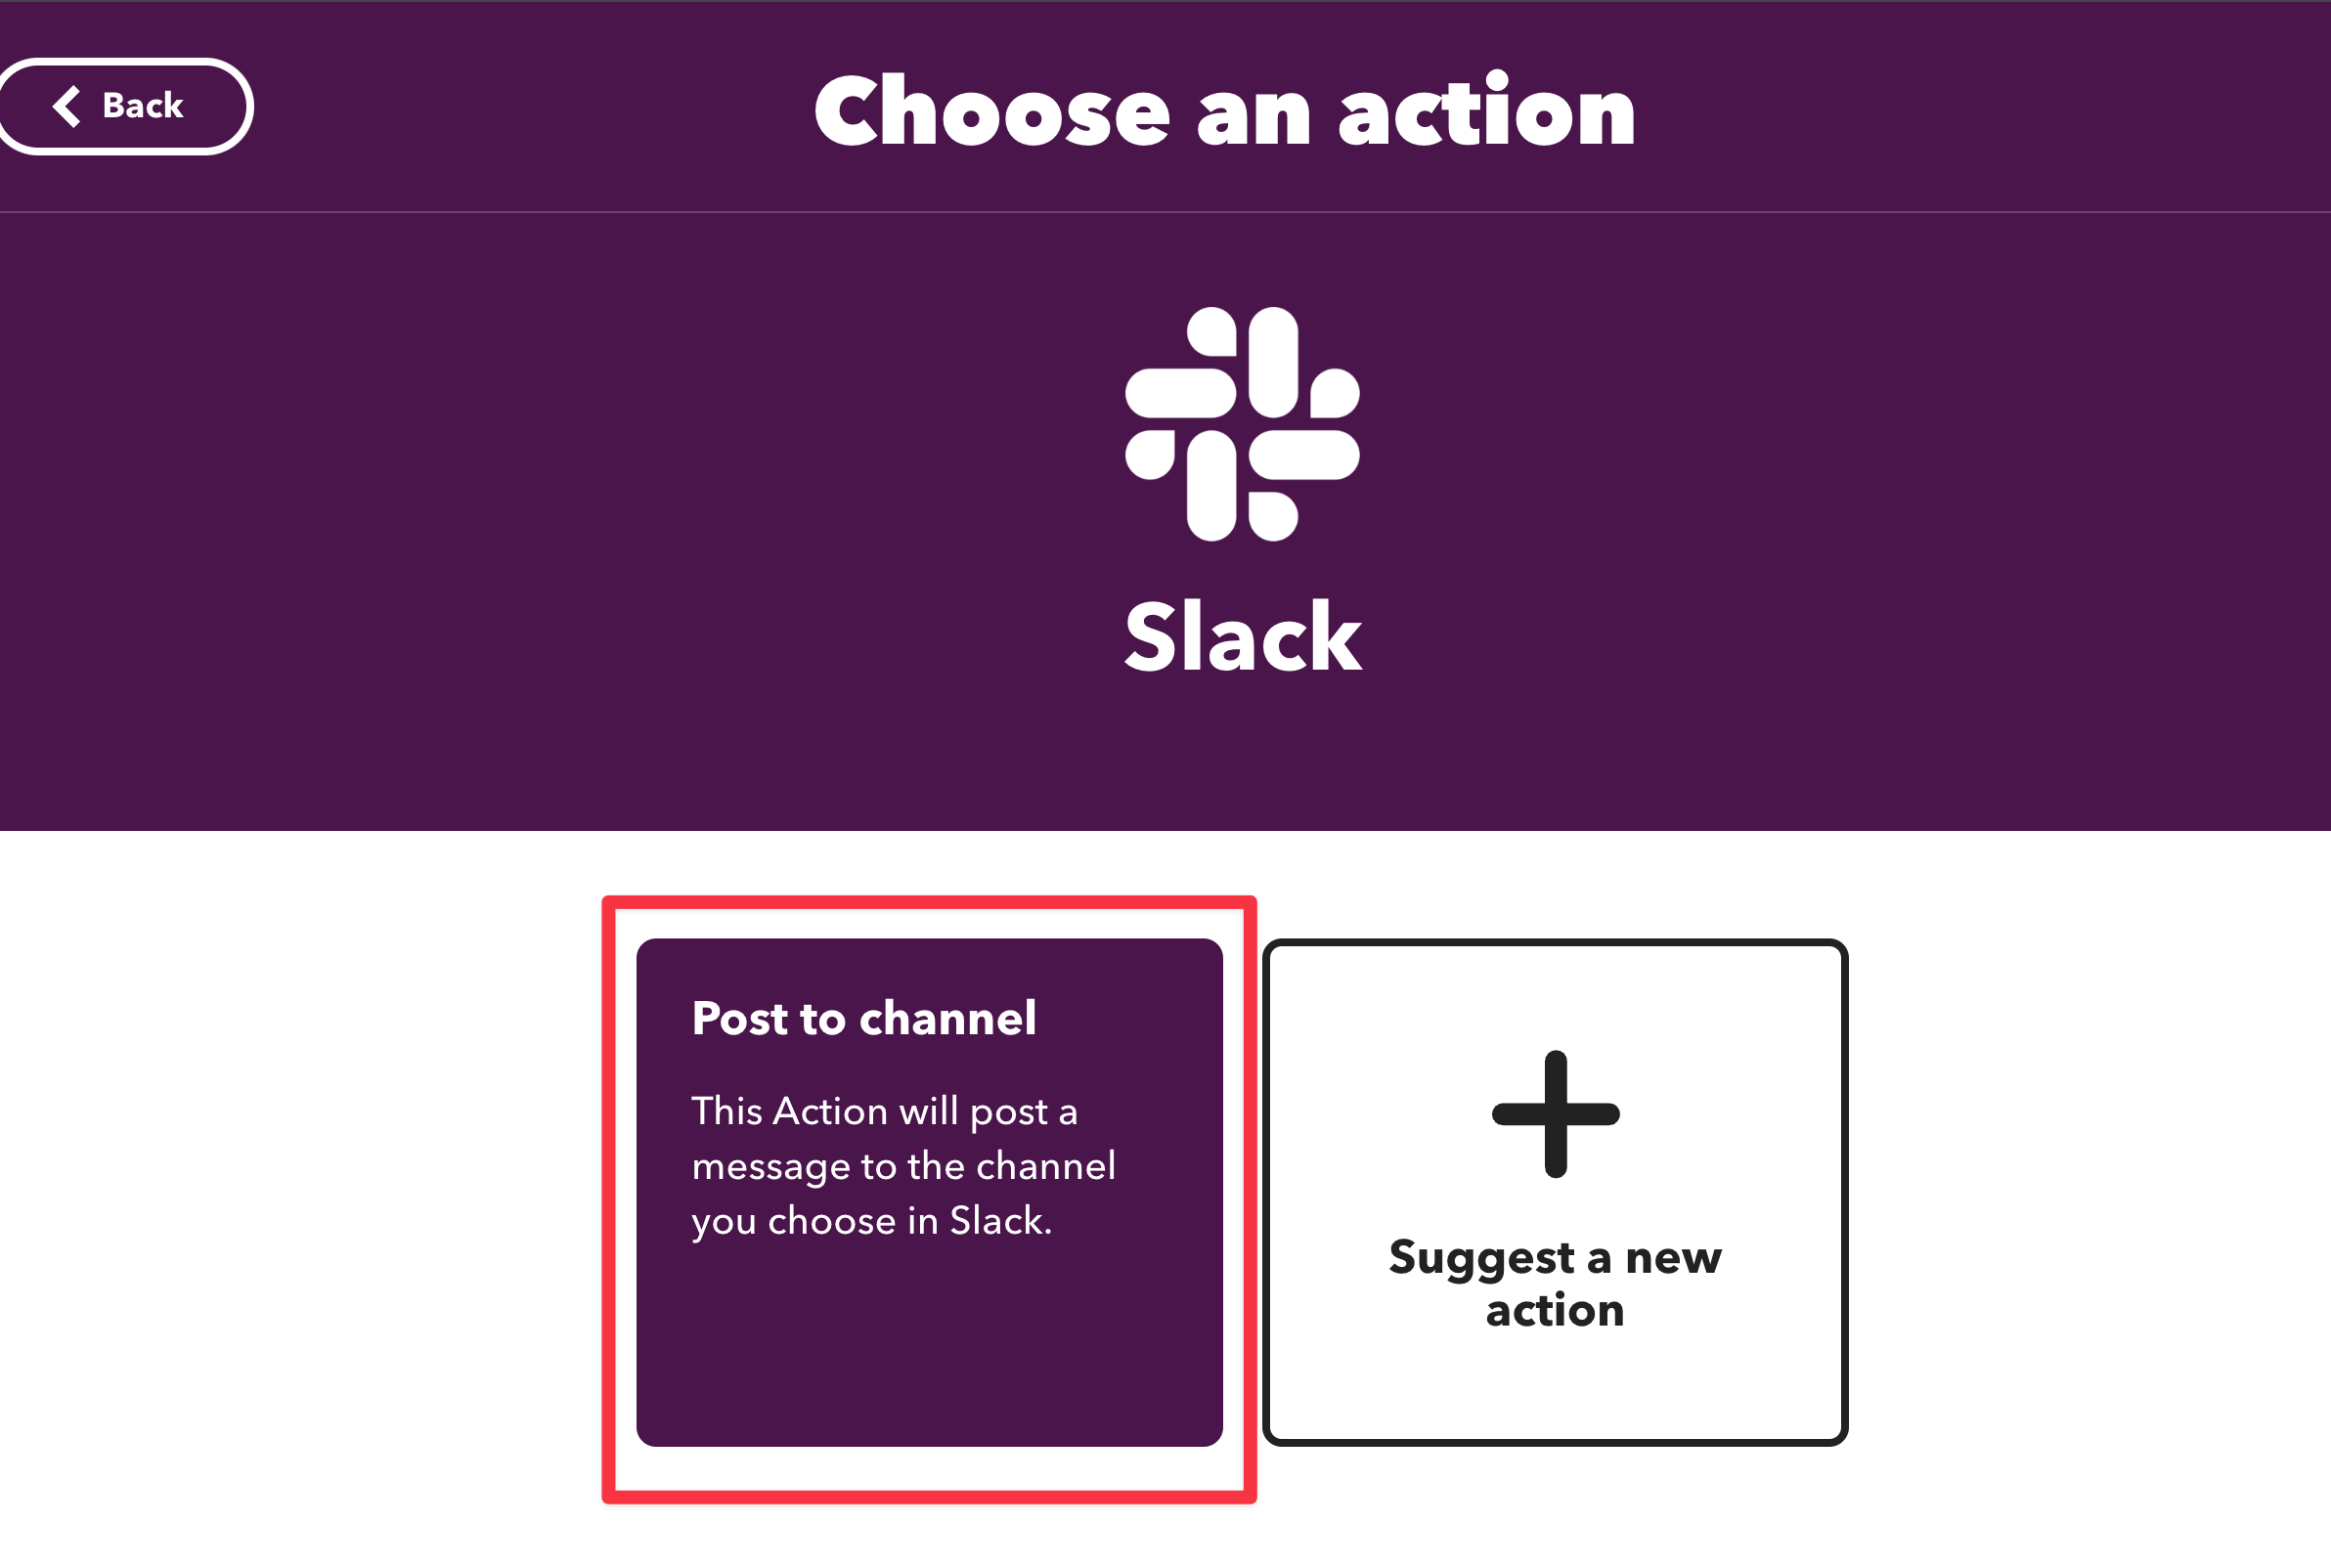 Back
Choose an action
Slack
Post to channel
This Action will post a
message to the channel
you choose in Slack.
Suggest a new
action